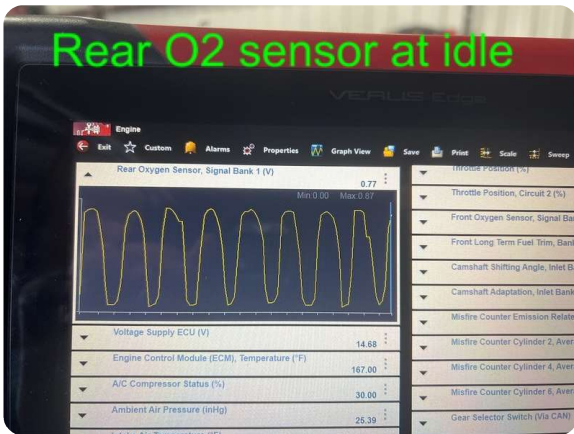 Rear O2 sensor at idle
VERUS Edge
Engine
Exit
Custom
Alarms
Properties
Graph View
Save
Print
Scale
Sweep
Rear Oxygen Sensor, Signal Bank 1 (V)
0.77
Min:0.00 Max:0.87
Voltage Supply ECU (V)
14.68
Engine Control Module (ECM), Temperature (°F)
167.00
A/C Compressor Status (%)
30.00
Ambient Air Pressure (inHg)
25.39
Throttle Position (%)
Throttle Position, Circuit 2 (%)
Front Oxygen Sensor, Signal Ba
Front Long Term Fuel Trim, Bank
Camshaft Shifting Angle, Inlet B
Camshaft Adaptation, Inlet Bank
Misfire Counter Emission Relate
Misfire Counter Cylinder 2, Aver
Misfire Counter Cylinder 4, Aver
Misfire Counter Cylinder 6, Aver
Gear Selector Switch (Via CAN)